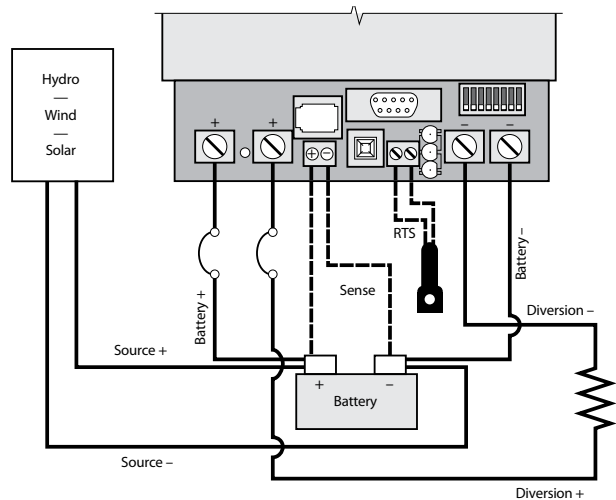 Hydro
—
Wind
—
Solar
+
+
−
−
+
−
RTS
Sense
Battery +
Battery −
Diversion −
Source +
+
−
Battery
Source −
Diversion +